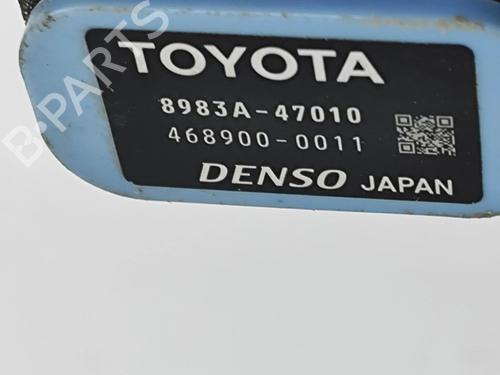 TOYOTA
8983A-47010
468900-0011
DENSO JAPAN
B-PARTS